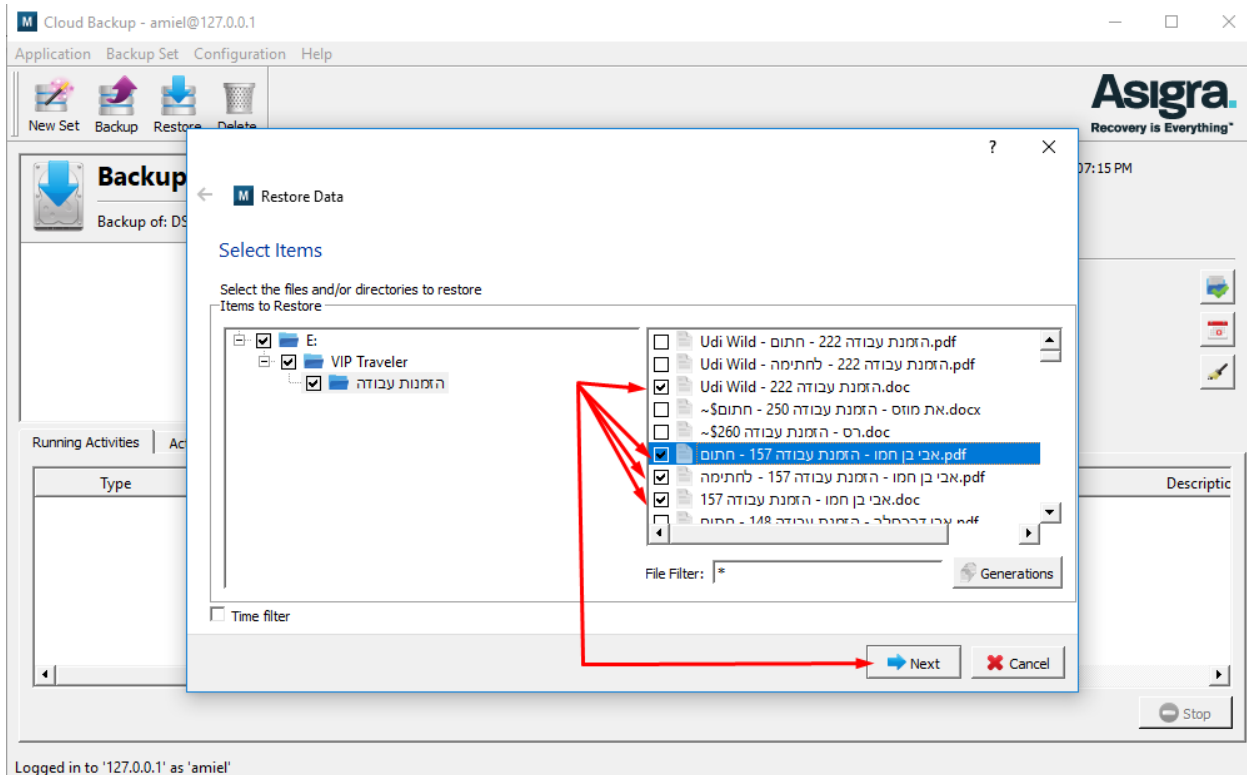 M Cloud Backup - amiel@127.0.0.1
Application Backup Set Configuration Help
New Set Backup Restore Delete
Asigra.
Recovery is Everything
07:15 PM
Backup
Backup of: DS
M Restore Data
Select Items
Select the files and/or directories to restore
Items to Restore
E:
VIP Traveler
הזמנות עבודה
Udi Wild - הזמנת עבודה 222 - חתום.pdf
Udi Wild - הזמנת עבודה 222 - לחתימה.pdf
Udi Wild - הזמנת עבודה 222.doc
~$את מוזס - הזמנת עבודה 250 - חתום.docx
~$רס - הזמנת עבודה 260.doc
אבי בן חמו - הזמנת עבודה 157 - חתום.pdf
אבי בן חמו - הזמנת עבודה 157 - לחתימה.pdf
אבי בן חמו - הזמנת עבודה 157.doc
הזמנת עבודה 148 - חתום.pdf
File Filter: *
Generations
Time filter
Next
Cancel
Running Activities Ac
Type
Descriptic
Stop
Logged in to '127.0.0.1' as 'amiel'